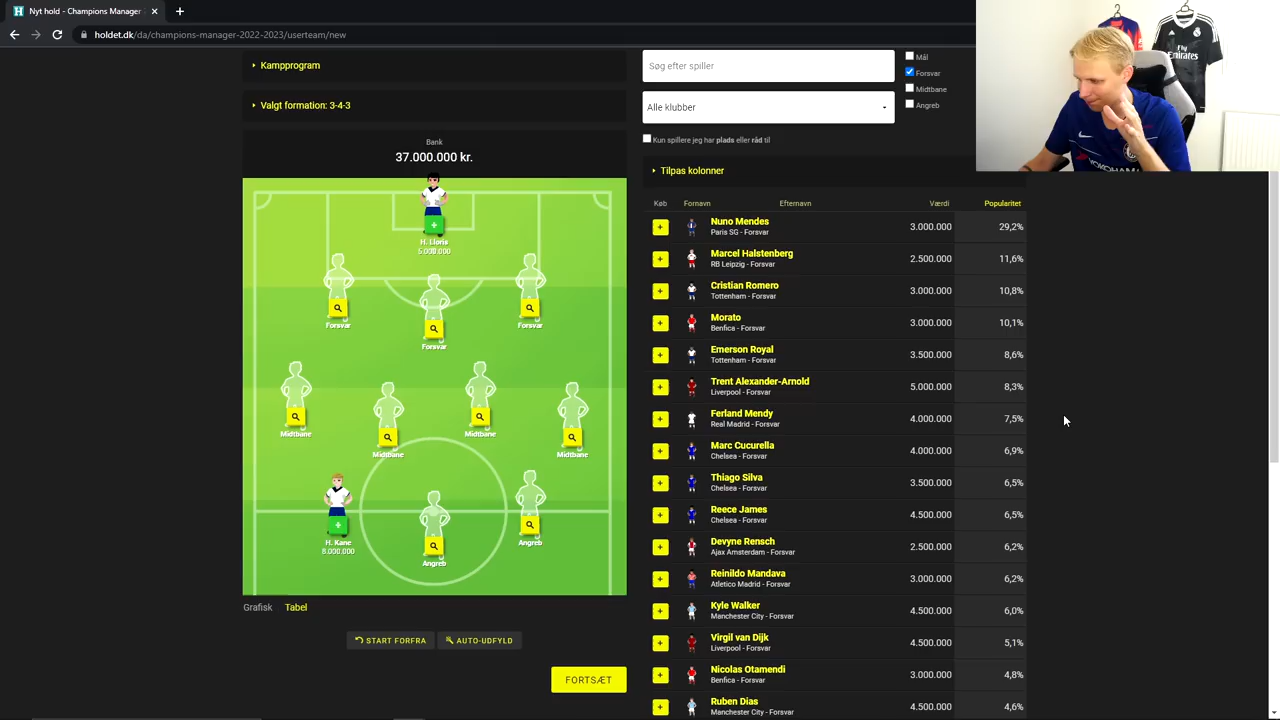 Nyt hold - Champions Manager
holdet.dk/da/champions-manager-2022-2023/userteam/new
Kampprogram
Valgt formation: 3-4-3
Bank
37.000.000 kr.
H. Lloris
5.000.000
Forsvar
Forsvar
Forsvar
Midtbane
Midtbane
Midtbane
Midtbane
H. Kane
8.000.000
Angreb
Angreb
Grafisk Tabel
START FORFRA AUTO-UDFYLD
FORTSÆT
Søg efter spiller
Alle klubber
Mål
Forsvar
Midtbane
Angreb
Kun spillere jeg har plads eller råd til
Tilpas kolonner
Køb Fornavn Efternavn Værdi Popularitet
Nuno Mendes 3.000.000 29,2%
Paris SG - Forsvar
Marcel Halstenberg 2.500.000 11,6%
RB Leipzig - Forsvar
Cristian Romero 3.000.000 10,8%
Tottenham - Forsvar
Morato 3.000.000 10,1%
Benfica - Forsvar
Emerson Royal 3.500.000 8,6%
Tottenham - Forsvar
Trent Alexander-Arnold 5.000.000 8,3%
Liverpool - Forsvar
Ferland Mendy 4.000.000 7,5%
Real Madrid - Forsvar
Marc Cucurella 4.000.000 6,9%
Chelsea - Forsvar
Thiago Silva 3.500.000 6,5%
Chelsea - Forsvar
Reece James 4.500.000 6,5%
Chelsea - Forsvar
Devyne Rensch 2.500.000 6,2%
Ajax Amsterdam - Forsvar
Reinildo Mandava 3.000.000 6,2%
Atletico Madrid - Forsvar
Kyle Walker 4.500.000 6,0%
Manchester City - Forsvar
Virgil van Dijk 4.500.000 5,1%
Liverpool - Forsvar
Nicolas Otamendi 3.000.000 4,8%
Benfica - Forsvar
Ruben Dias 4.500.000 4,6%
Manchester City - Forsvar
Fly
Emirates
YOKOHAMA